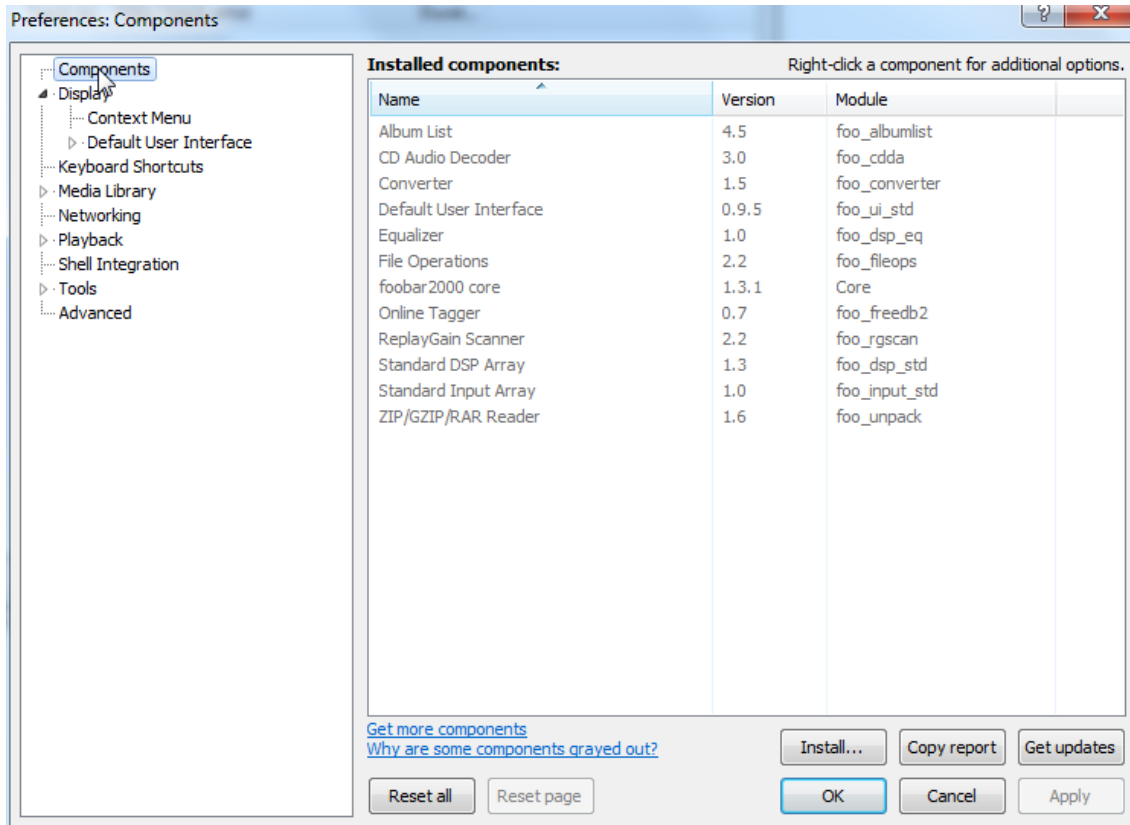 Preferences: Components
Components
Display
Context Menu
Default User Interface
Keyboard Shortcuts
Media Library
Networking
Playback
Shell Integration
Tools
Advanced
Installed components: Right-click a component for additional options.
Name Version Module
Album List 4.5 foo_albumlist
CD Audio Decoder 3.0 foo_cdda
Converter 1.5 foo_converter
Default User Interface 0.9.5 foo_ui_std
Equalizer 1.0 foo_dsp_eq
File Operations 2.2 foo_fileops
foobar2000 core 1.3.1 Core
Online Tagger 0.7 foo_freedb2
ReplayGain Scanner 2.2 foo_rgscan
Standard DSP Array 1.3 foo_dsp_std
Standard Input Array 1.0 foo_input_std
ZIP/GZIP/RAR Reader 1.6 foo_unpack
Get more components
Why are some components grayed out?
Install... Copy report Get updates
Reset all Reset page OK Cancel Apply